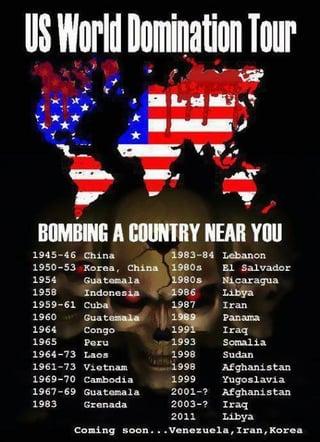 US World Domination Tour
BOMBING A COUNTRY NEAR YOU
1945-46 China
1950-53 Korea, China
1954 Guatemala
1958 Indonesia
1959-61 Cuba
1960 Guatemala
1964 Congo
1965 Peru
1964-73 Laos
1961-73 Vietnam
1969-70 Cambodia
1967-69 Guatemala
1983 Grenada
1983-84 Lebanon
1980s El Salvador
1980s Nicaragua
1986 Libya
1987 Iran
1989 Panama
1991 Iraq
1993 Somalia
1998 Sudan
1998 Afghanistan
1999 Yugoslavia
2001-? Afghanistan
2003-? Iraq
2011 Libya
Coming soon...Venezuela,Iran,Korea